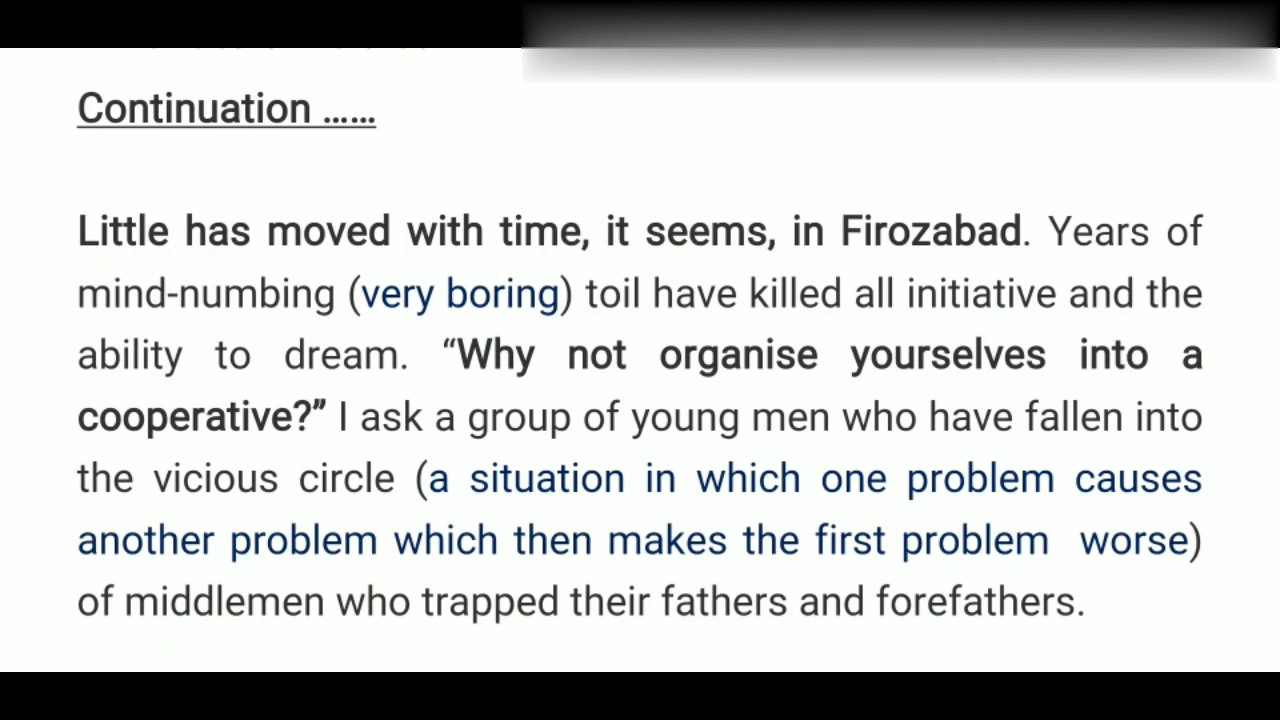 Continuation ......
Little has moved with time, it seems, in Firozabad. Years of
mind-numbing (very boring) toil have killed all initiative and the
ability to dream. “Why not organise yourselves into a
cooperative?” I ask a group of young men who have fallen into
the vicious circle (a situation in which one problem causes
another problem which then makes the first problem  worse)
of middlemen who trapped their fathers and forefathers.